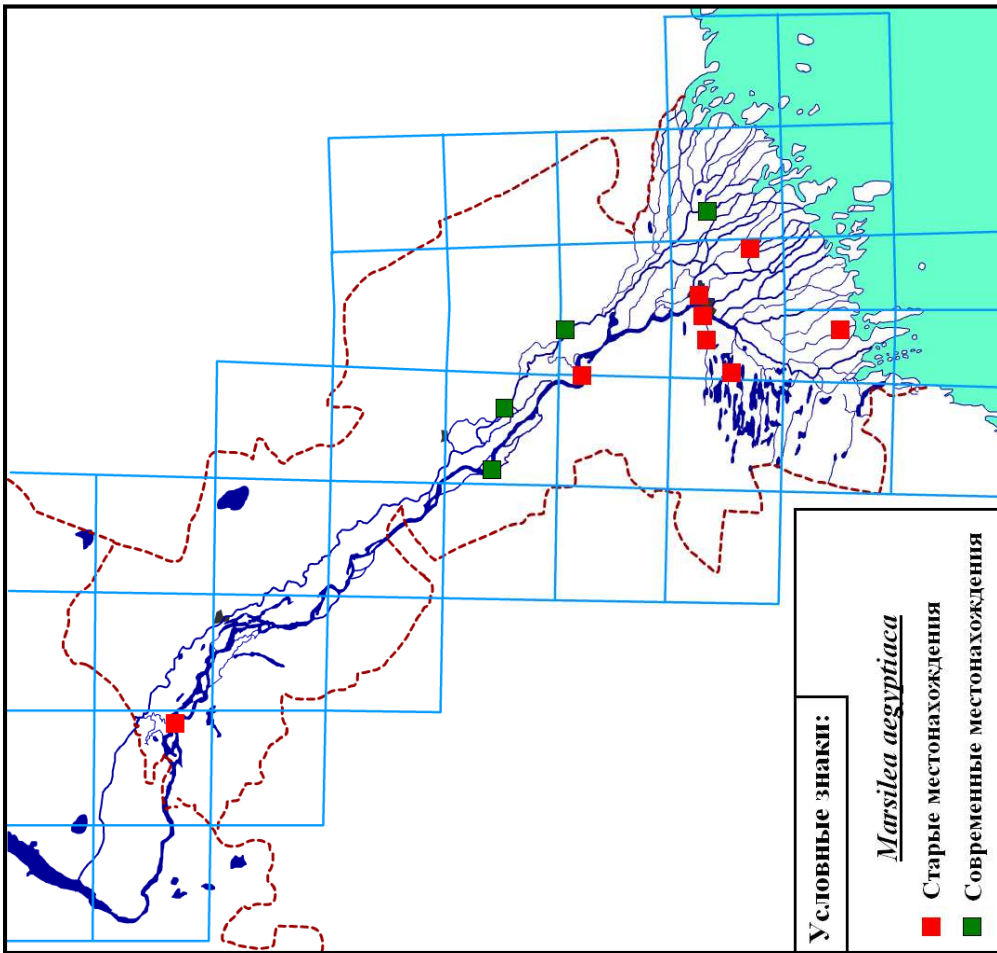 Условные знаки:
Marsilea aegyptiaca
Старые местонахождения
Современные местонахождения